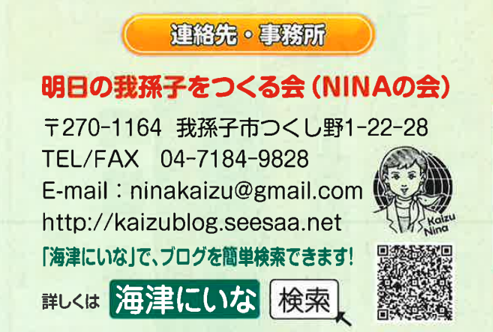 連絡先・事務所
明日の我孫子をつくる会（NINAの会）
〒270-1164 我孫子市つくし野1-22-28
TEL/FAX 04-7184-9828
E-mail：ninakaizu@gmail.com
http://kaizublog.seesaa.net
Kaizu
Nina
「海津にいな」で、ブログを簡単検索できます!
詳しくは 海津にいな 検索